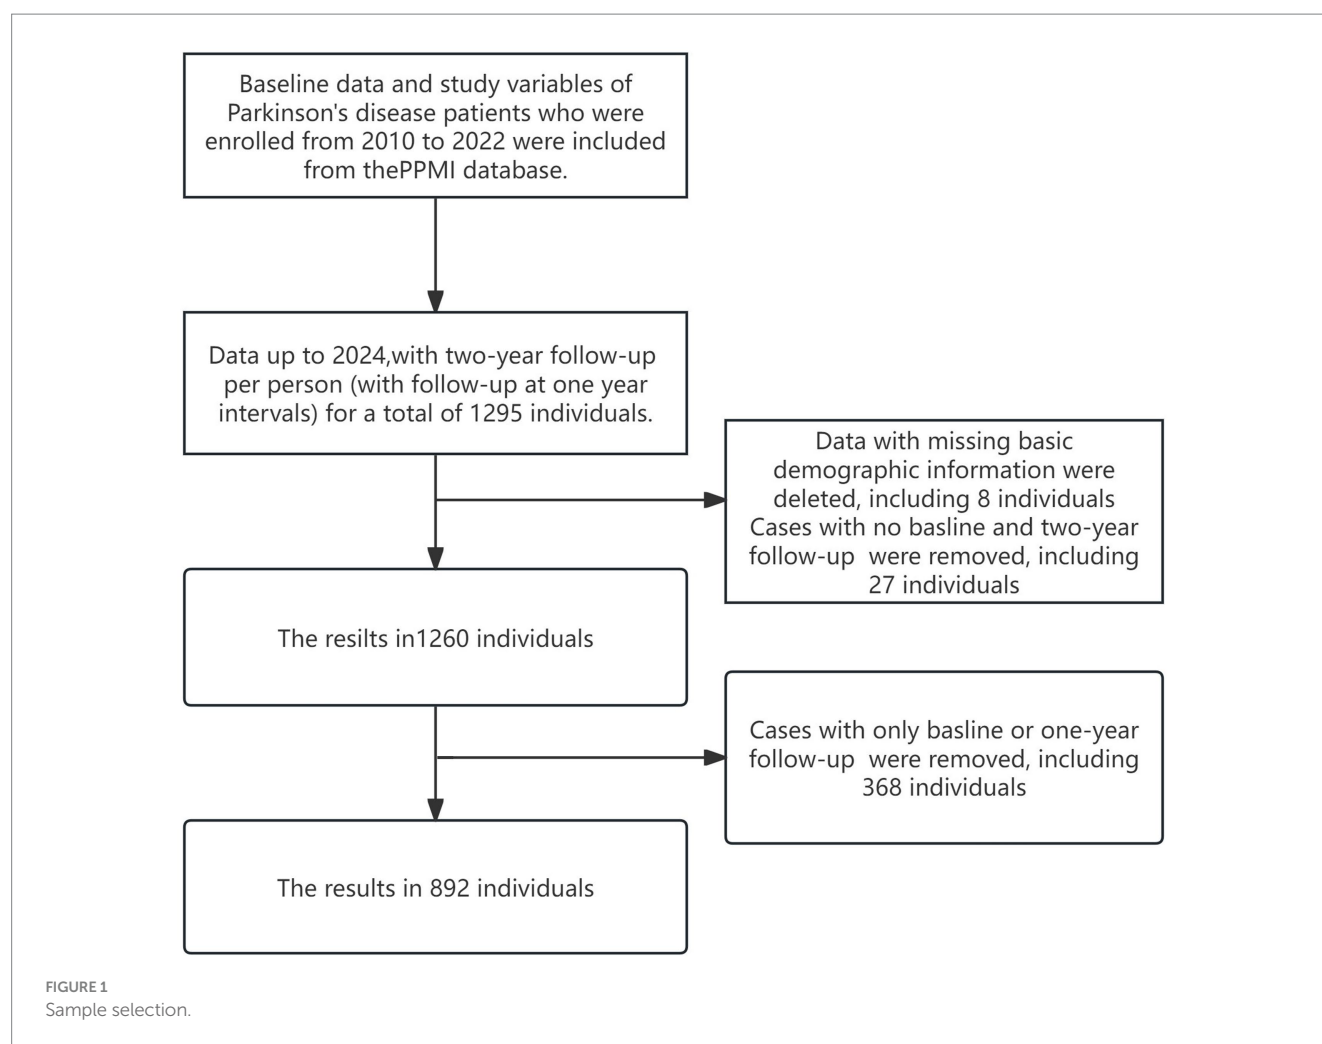 Baseline data and study variables of
Parkinson's disease patients who were
enrolled from 2010 to 2022 were included
from thePPMI database.
Data up to 2024,with two-year follow-up
per person (with follow-up at one year
intervals) for a total of 1295 individuals.
Data with missing basic
demographic information were
deleted, including 8 individuals
Cases with no basline and two-year
follow-up  were removed, including
27 individuals
The resilts in1260 individuals
Cases with only basline or one-year
follow-up  were removed, including
368 individuals
The results in 892 individuals
FIGURE 1
Sample selection.